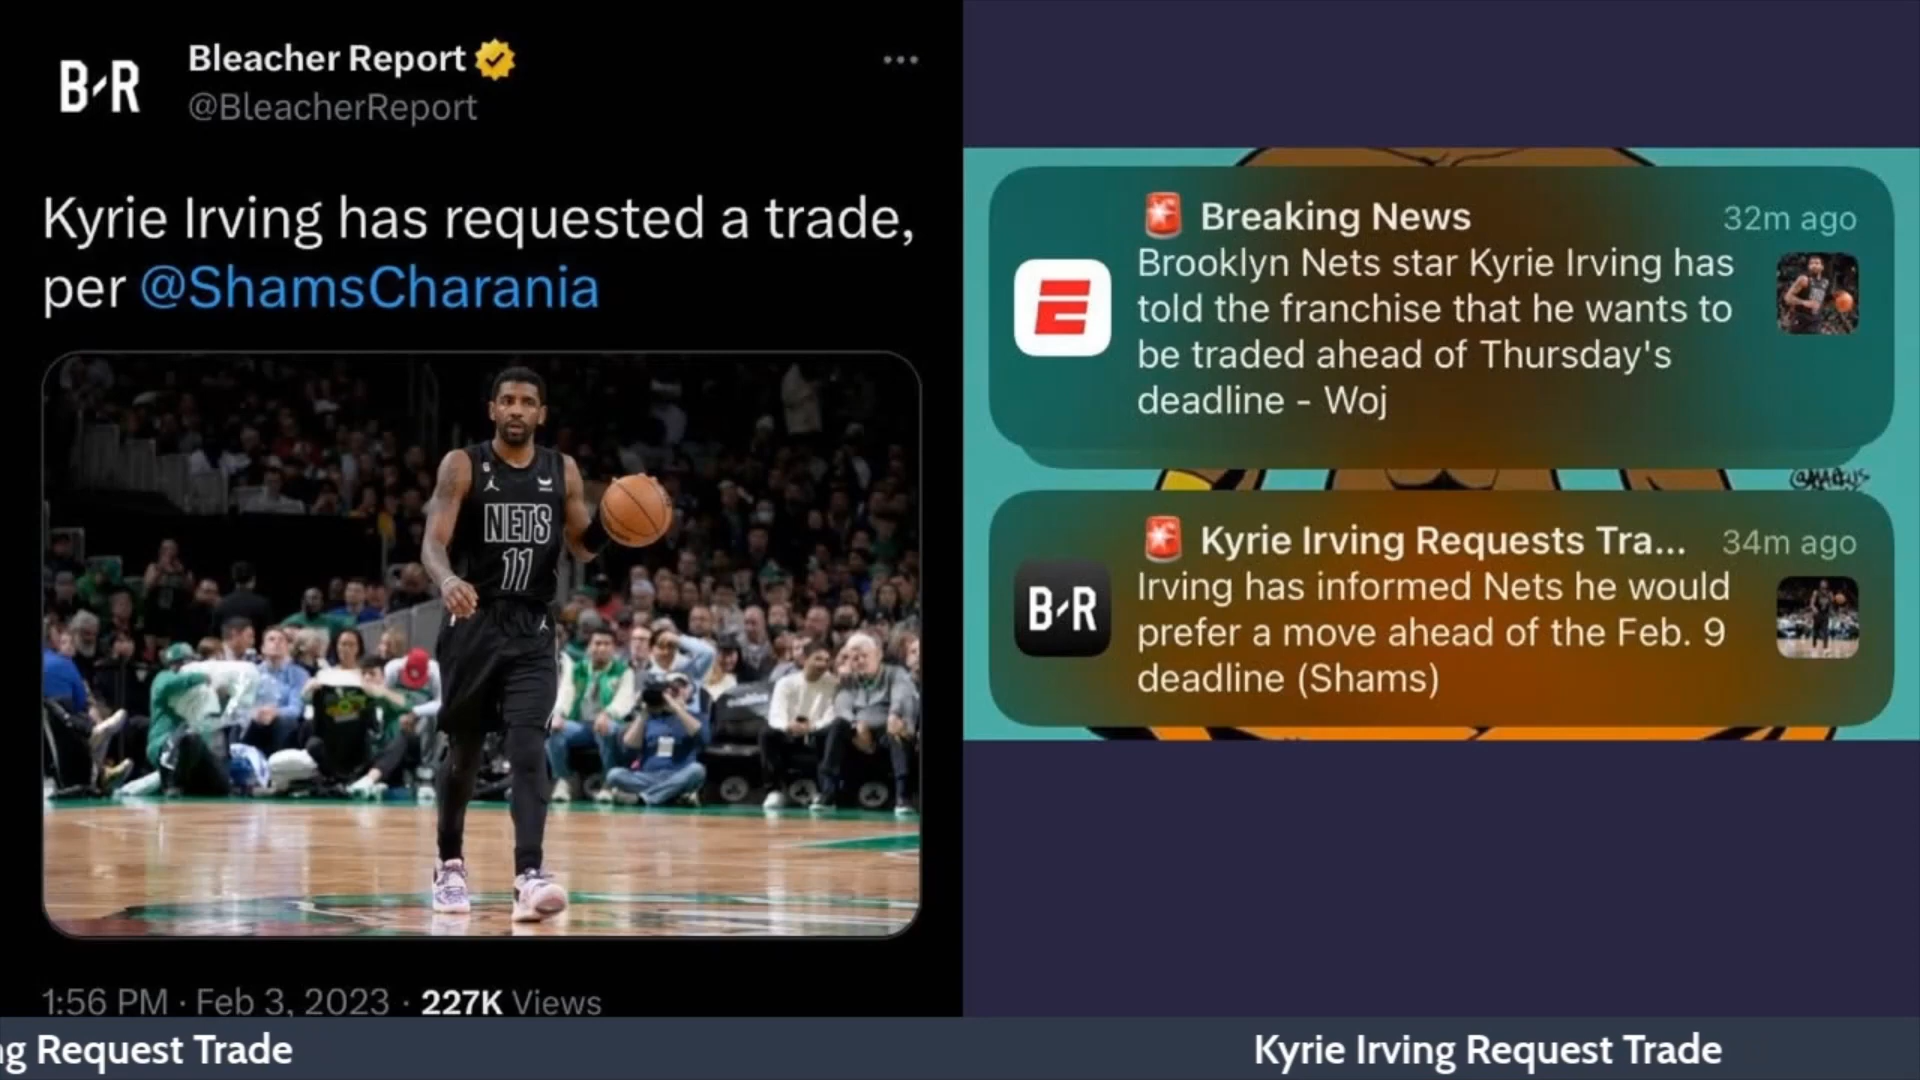 B/R
Bleacher Report
@BleacherReport
Kyrie Irving has requested a trade,
per @ShamsCharania
NETS
11
1:56 PM · Feb 3, 2023 · 227K Views
🚨 Breaking News
32m ago
Brooklyn Nets star Kyrie Irving has
told the franchise that he wants to
be traded ahead of Thursday's
deadline - Woj
🚨 Kyrie Irving Requests Tra...
34m ago
B/R
Irving has informed Nets he would
prefer a move ahead of the Feb. 9
deadline (Shams)
ng Request Trade
Kyrie Irving Request Trade